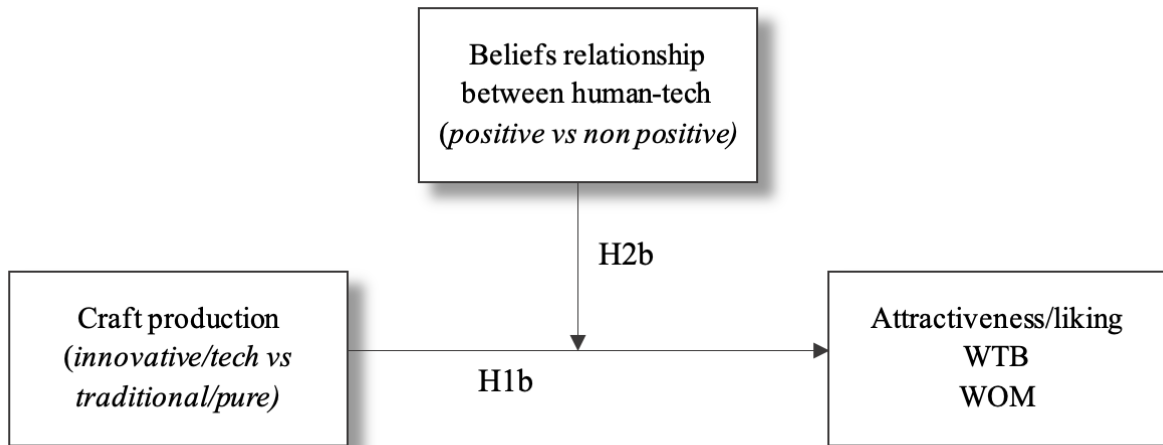 Beliefs relationship
between human-tech
(positive vs non positive)
H2b
Craft production
(innovative/tech vs
traditional/pure)
H1b
Attractiveness/liking
WTB
WOM